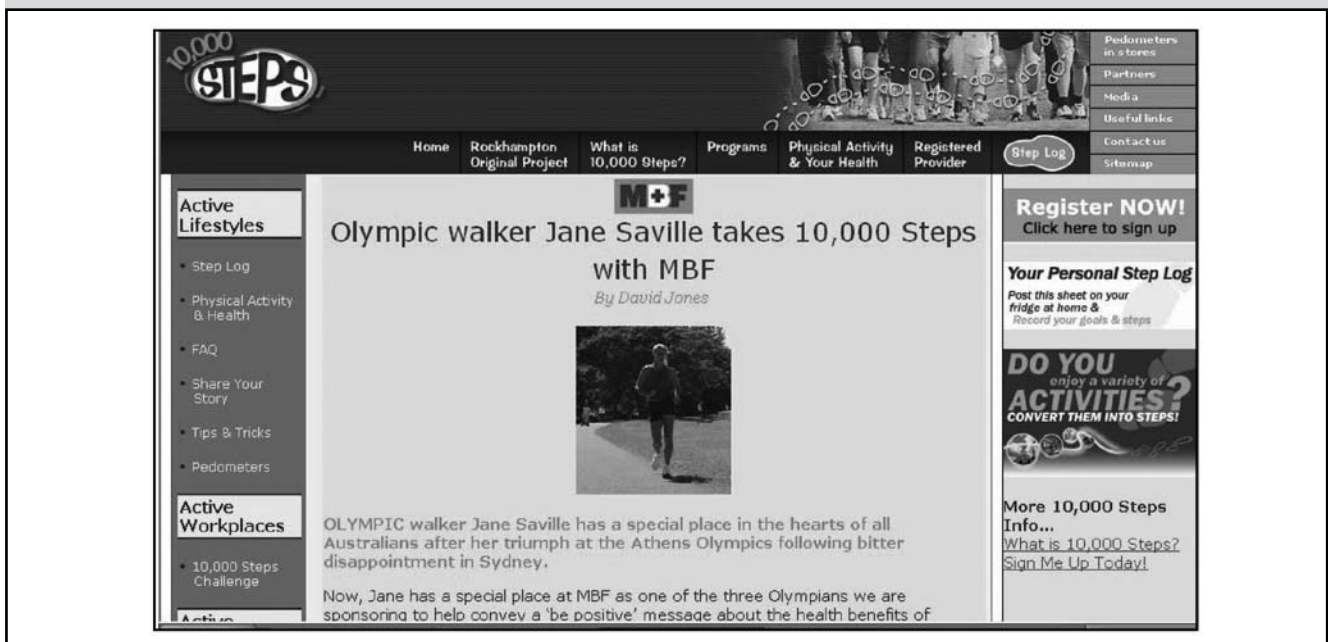 10,000
STEPS
Pedometers
in stores
Partners
Media
Useful links
Contact us
Sitemap
Home
Rockhampton
Original Project
What is
10,000 Steps?
Programs
Physical Activity
& Your Health
Registered
Provider
Step Log
Active
Lifestyles
Step Log
Physical Activity
& Health
FAQ
Share Your
Story
Tips & Tricks
Pedometers
Active
Workplaces
10,000 Steps
Challenge
Active
MBF
Olympic walker Jane Saville takes 10,000 Steps
with MBF
By David Jones
OLYMPIC walker Jane Saville has a special place in the hearts of all
Australians after her triumph at the Athens Olympics following bitter
disappointment in Sydney.
Now, Jane has a special place at MBF as one of the three Olympians we are
sponsoring to help convey a 'be positive' message about the health benefits of
Register NOW!
Click here to sign up
Your Personal Step Log
Post this sheet on your
fridge at home &
Record your goals & steps
DO YOU
enjoy a variety of
ACTIVITIES?
CONVERT THEM INTO STEPS!
More 10,000 Steps
Info...
What is 10,000 Steps?
Sign Me Up Today!